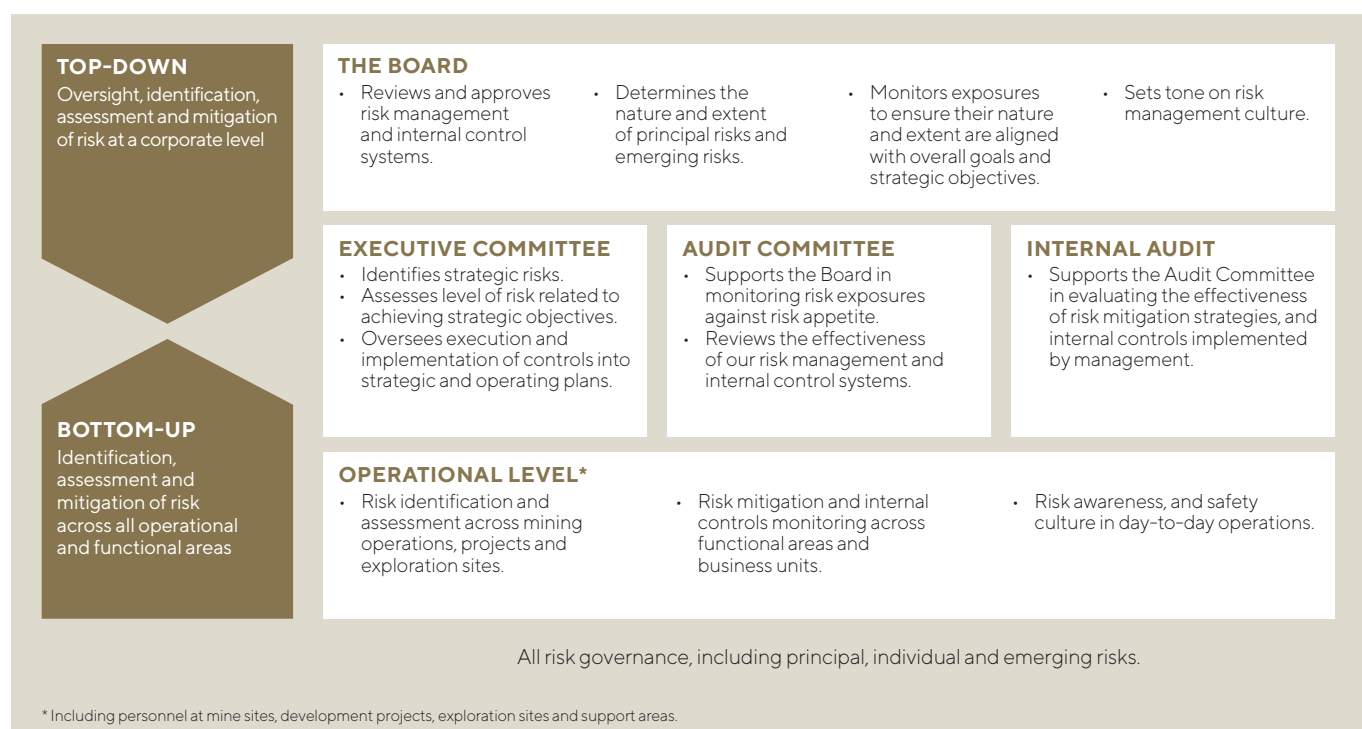 TOP-DOWN
Oversight, identification,
assessment and mitigation
of risk at a corporate level
THE BOARD
• Reviews and approves
risk management
and internal control
systems.
• Determines the
nature and extent
of principal risks and
emerging risks.
• Monitors exposures
to ensure their nature
and extent are aligned
with overall goals and
strategic objectives.
• Sets tone on risk
management culture.
EXECUTIVE COMMITTEE
• Identifies strategic risks.
• Assesses level of risk related to
achieving strategic objectives.
• Oversees execution and
implementation of controls into
strategic and operating plans.
AUDIT COMMITTEE
• Supports the Board in
monitoring risk exposures
against risk appetite.
• Reviews the effectiveness
of our risk management and
internal control systems.
INTERNAL AUDIT
• Supports the Audit Committee
in evaluating the effectiveness
of risk mitigation strategies, and
internal controls implemented
by management.
BOTTOM-UP
Identification,
assessment and
mitigation of risk
across all operational
and functional areas
OPERATIONAL LEVEL*
• Risk identification and
assessment across mining
operations, projects and
exploration sites.
• Risk mitigation and internal
controls monitoring across
functional areas and
business units.
• Risk awareness, and safety
culture in day-to-day operations.
All risk governance, including principal, individual and emerging risks.
* Including personnel at mine sites, development projects, exploration sites and support areas.